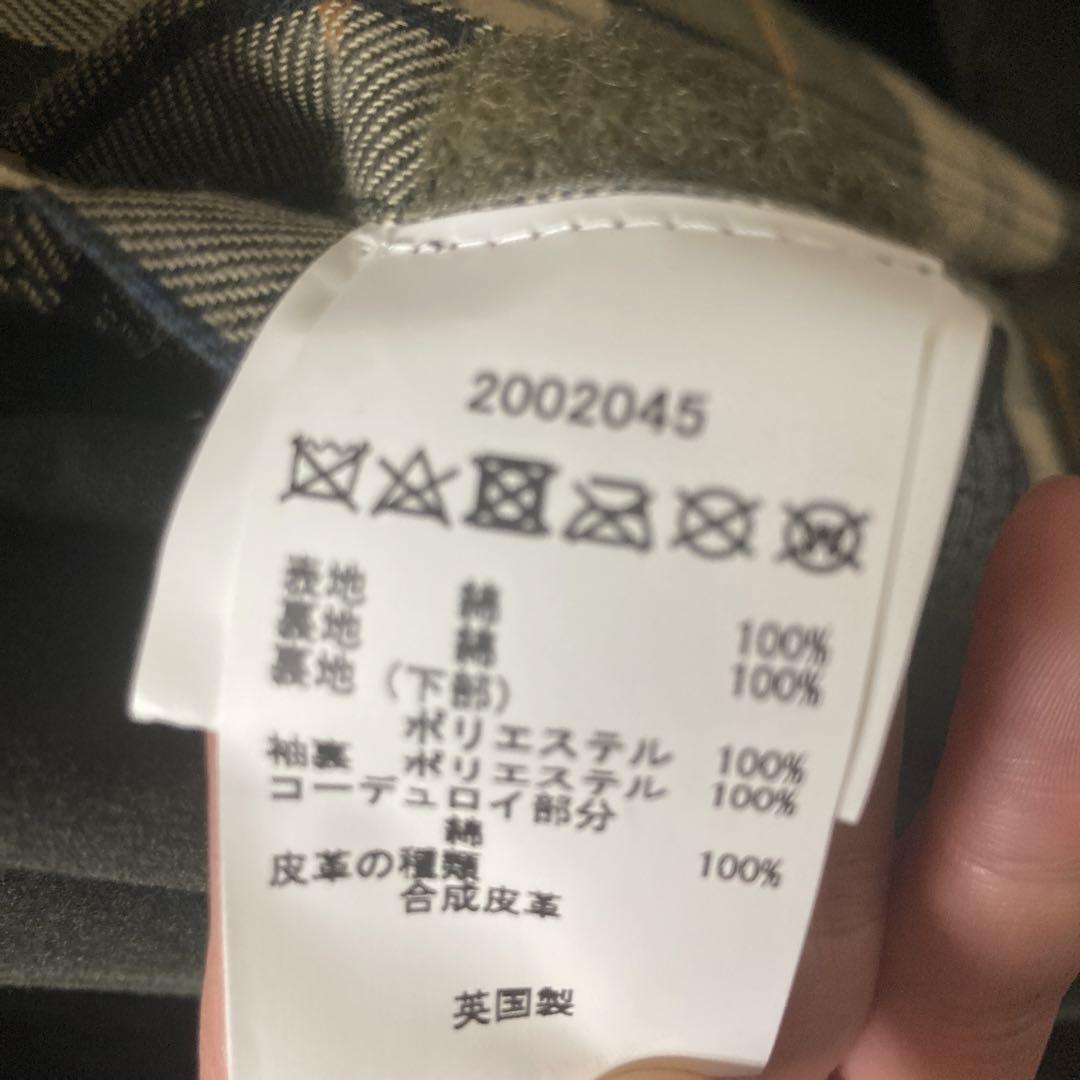 2002045
表地 綿 100%
裏地 綿 100%
裏地 (下部)
ポリエステル 100%
袖裏 ポリエステル 100%
コーデュロイ部分
綿 100%
皮革の種類
合成皮革
英国製